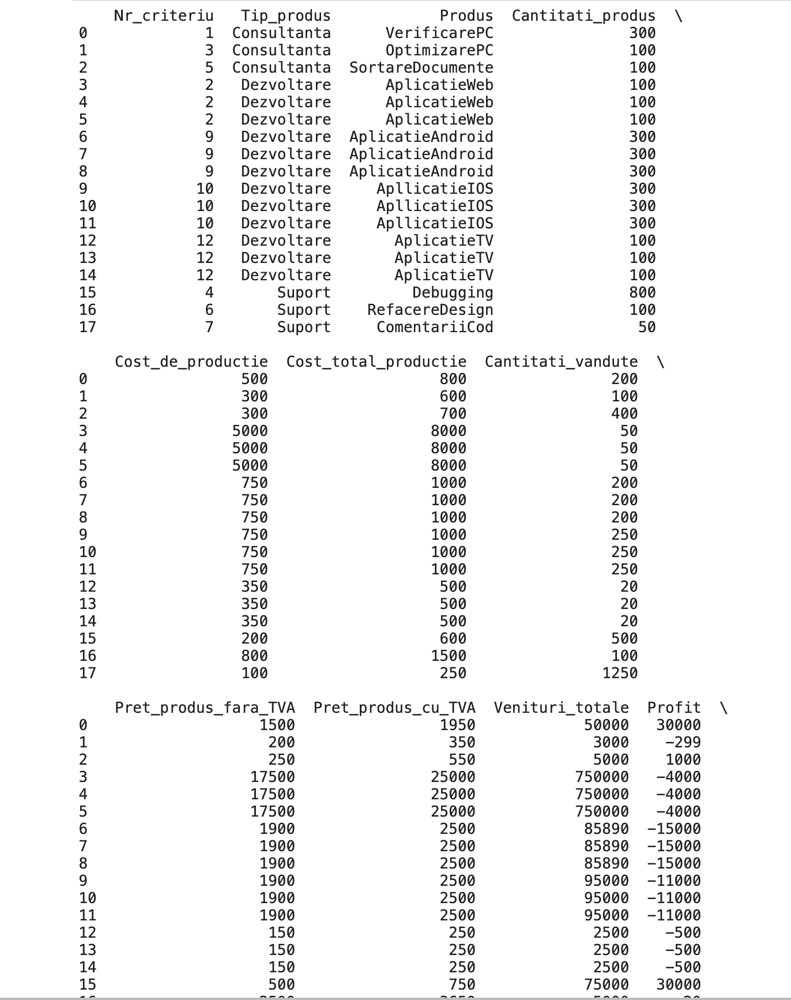 Nr_criteriu Tip_produs Produs Cantitati_produs \
0 1 Consultanta VerificarePC 300
1 3 Consultanta OptimizarePC 100
2 5 Consultanta SortareDocumente 100
3 2 Dezvoltare AplicatieWeb 100
4 2 Dezvoltare AplicatieWeb 100
5 2 Dezvoltare AplicatieWeb 100
6 9 Dezvoltare AplicatieAndroid 300
7 9 Dezvoltare AplicatieAndroid 300
8 9 Dezvoltare AplicatieAndroid 300
9 10 Dezvoltare ApllicatieIOS 300
10 10 Dezvoltare ApllicatieIOS 300
11 10 Dezvoltare ApllicatieIOS 300
12 12 Dezvoltare AplicatieTV 100
13 12 Dezvoltare AplicatieTV 100
14 12 Dezvoltare AplicatieTV 100
15 4 Suport Debugging 800
16 6 Suport RefacereDesign 100
17 7 Suport ComentariiCod 50
Cost_de_productie Cost_total_productie Cantitati_vandute \
0 500 800 200
1 300 600 100
2 300 700 400
3 5000 8000 50
4 5000 8000 50
5 5000 8000 50
6 750 1000 200
7 750 1000 200
8 750 1000 200
9 750 1000 250
10 750 1000 250
11 750 1000 250
12 350 500 20
13 350 500 20
14 350 500 20
15 200 600 500
16 800 1500 100
17 100 250 1250
Pret_produs_fara_TVA Pret_produs_cu_TVA Venituri_totale Profit \
0 1500 1950 50000 30000
1 200 350 3000 -299
2 250 550 5000 1000
3 17500 25000 750000 -4000
4 17500 25000 750000 -4000
5 17500 25000 750000 -4000
6 1900 2500 85890 -15000
7 1900 2500 85890 -15000
8 1900 2500 85890 -15000
9 1900 2500 95000 -11000
10 1900 2500 95000 -11000
11 1900 2500 95000 -11000
12 150 250 2500 -500
13 150 250 2500 -500
14 150 250 2500 -500
15 500 750 75000 30000